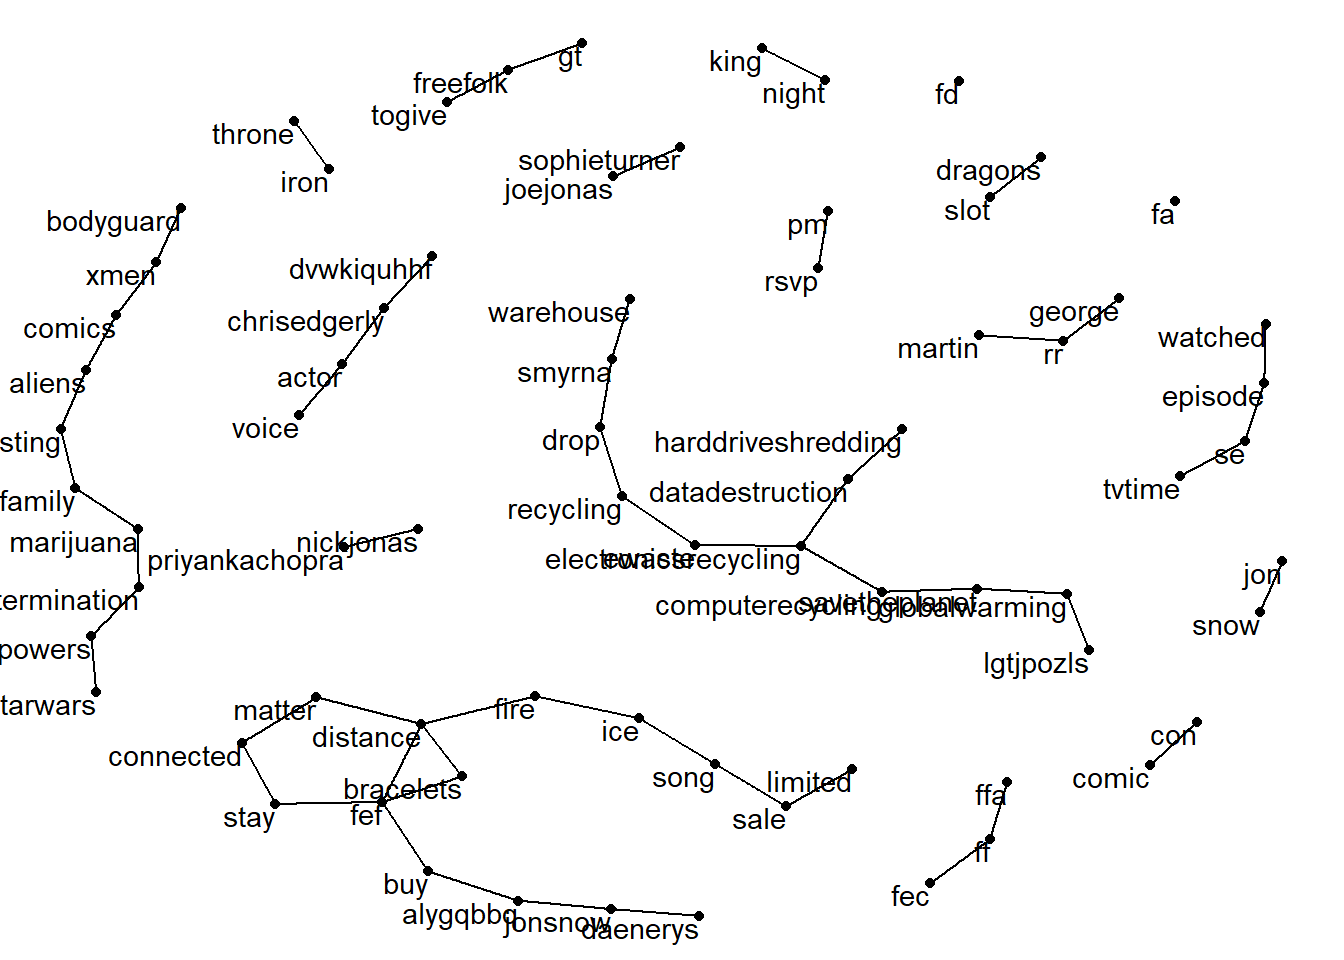 gt
king
freefolk
night
fd
togive
throne
sophieturner
dragons
iron
joejonas
slot
fa
bodyguard
pm
dvwkiquhhf
xmen
rsvp
warehouse
george
chrisedgerly
comics
watched
martin
rr
smyrna
actor
aliens
episode
voice
drop
harddriveshredding
sting
se
datadestruction
tvtime
family
recycling
marijuana
nickjonas
priyankachopra
electronicsrecycling
ewaste
jon
termination
computerecycling
savetheplanet
globalwarming
snow
powers
lgtjpozls
tarwars
matter
fire
distance
ice
con
connected
song
limited
comic
bracelets
ffa
stay
fef
sale
ff
buy
fec
alygqbbq
jonsnow
daenerys